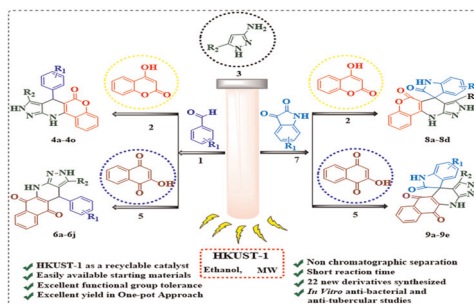 NH₂
R₂
N
H
3
R₁
R₂
HN
N
N
H
O
O
4a-4o
OH
O
O
2
O
H
R₁
1
O
H
N
O
R₁
7
OH
O
O
2
R₁
O
HN
O
O
N
H
8a-8d
N
NH
HN
R₂
O
O
R₁
6a-6j
O
OH
O
5
O
OH
O
5
R₁
HN
O
O
R₂
N
O
N
H
9a-9e
HKUST-1
Ethanol, MW
✓ HKUST-1 as a recyclable catalyst
✓ Easily available starting materials
✓ Excellent functional group tolerance
✓ Excellent yield in One-pot Approach
✓ Non chromatographic separation
✓ Short reaction time
✓ 22 new derivatives synthesized
✓ In Vitro anti-bacterial and
anti-tubercular studies